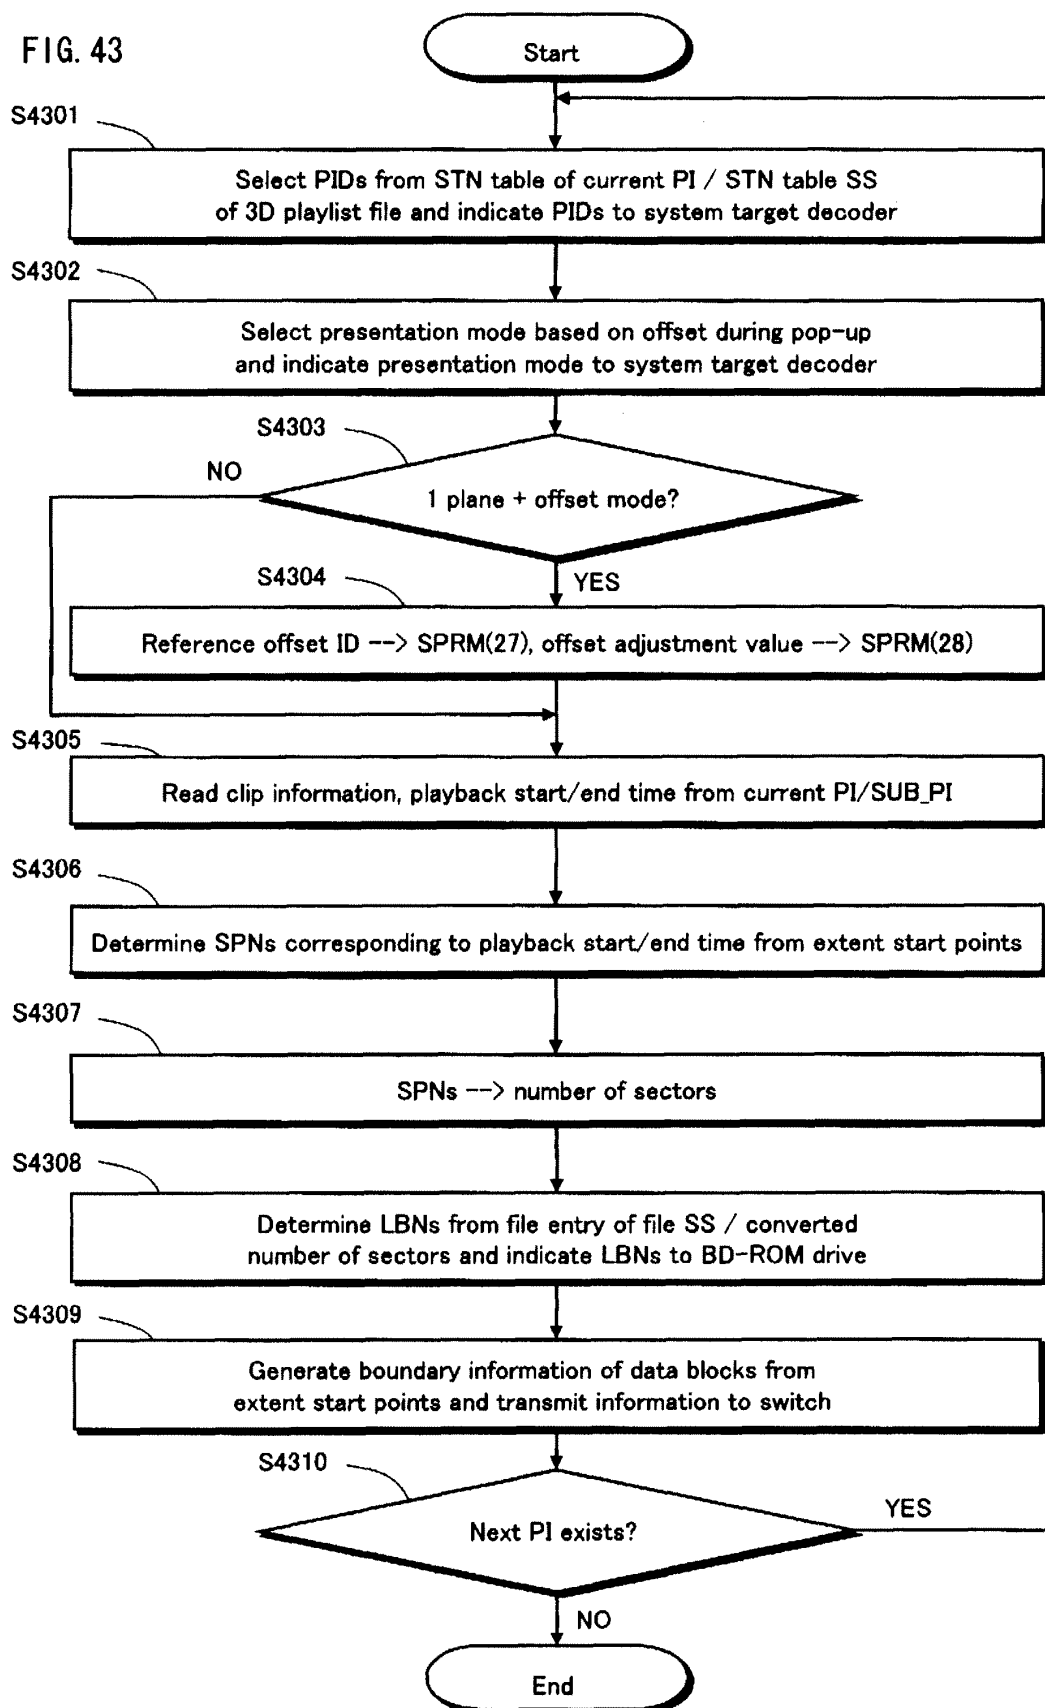 FIG. 43
Start
S4301
Select PIDs from STN table of current PI / STN table SS
of 3D playlist file and indicate PIDs to system target decoder
S4302
Select presentation mode based on offset during pop-up
and indicate presentation mode to system target decoder
S4303
NO
1 plane + offset mode?
S4304
YES
Reference offset ID --> SPRM(27), offset adjustment value --> SPRM(28)
S4305
Read clip information, playback start/end time from current PI/SUB_PI
S4306
Determine SPNs corresponding to playback start/end time from extent start points
S4307
SPNs --> number of sectors
S4308
Determine LBNs from file entry of file SS / converted
number of sectors and indicate LBNs to BD-ROM drive
S4309
Generate boundary information of data blocks from
extent start points and transmit information to switch
S4310
YES
Next PI exists?
NO
End